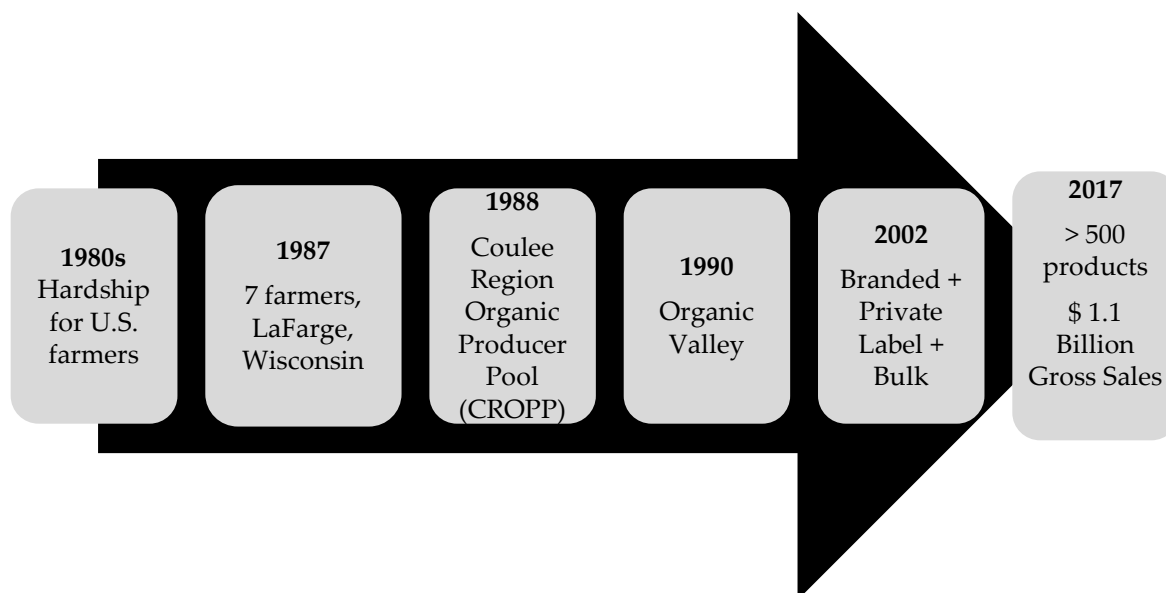 1980s
Hardship
for U.S.
farmers
1987
7 farmers,
LaFarge,
Wisconsin
1988
Coulee
Region
Organic
Producer
Pool
(CROPP)
1990
Organic
Valley
2002
Branded +
Private
Label +
Bulk
2017
> 500
products
$ 1.1
Billion
Gross Sales